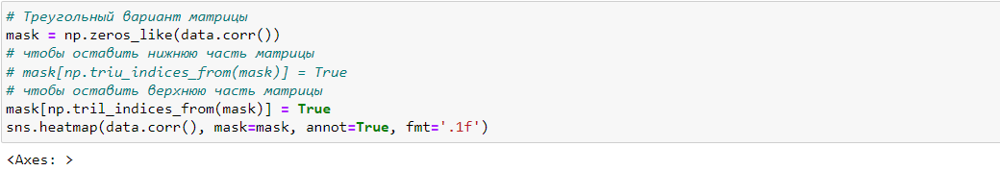 # Треугольный вариант матрицы
mask = np.zeros_like(data.corr())
# чтобы оставить нижнюю часть матрицы
# mask[np.triu_indices_from(mask)] = True
# чтобы оставить верхнюю часть матрицы
mask[np.tril_indices_from(mask)] = True
sns.heatmap(data.corr(), mask=mask, annot=True, fmt='.1f')
<Axes: >